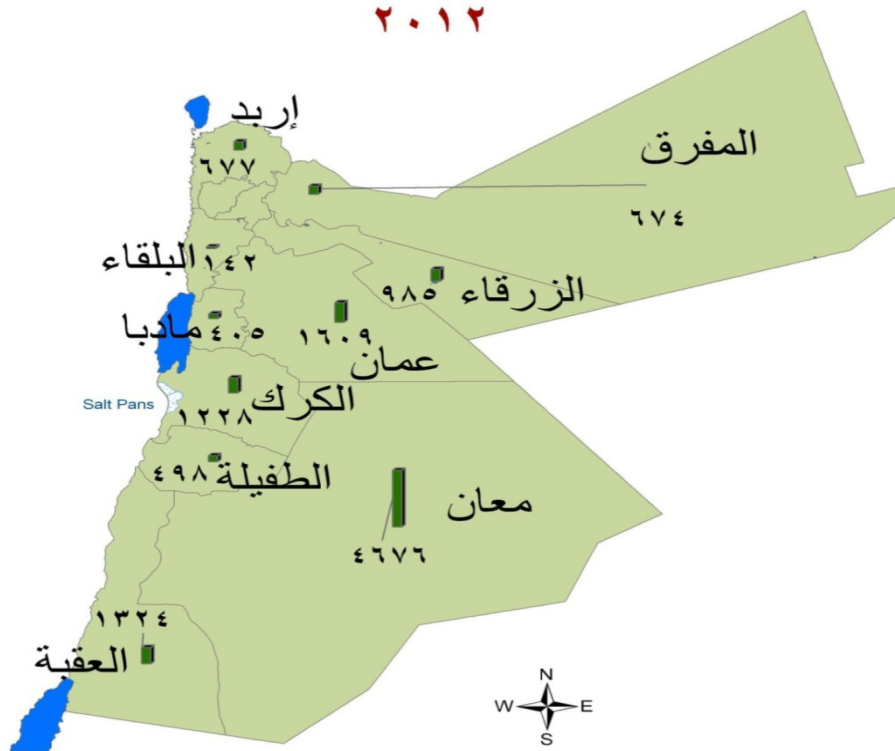 ٢٠١٢
إربد
٦٧٧
المفرق
٦٧٤
البلقاء ١٤٢
الزرقاء ٩٨٥
مادبا ٤٠٥
١٦٠٩
عمان
الكرك
١٢٢٨
Salt Pans
الطفيلة ٤٩٨
معان
٤٦٧٦
١٣٢٤
العقبة
N
W E
S